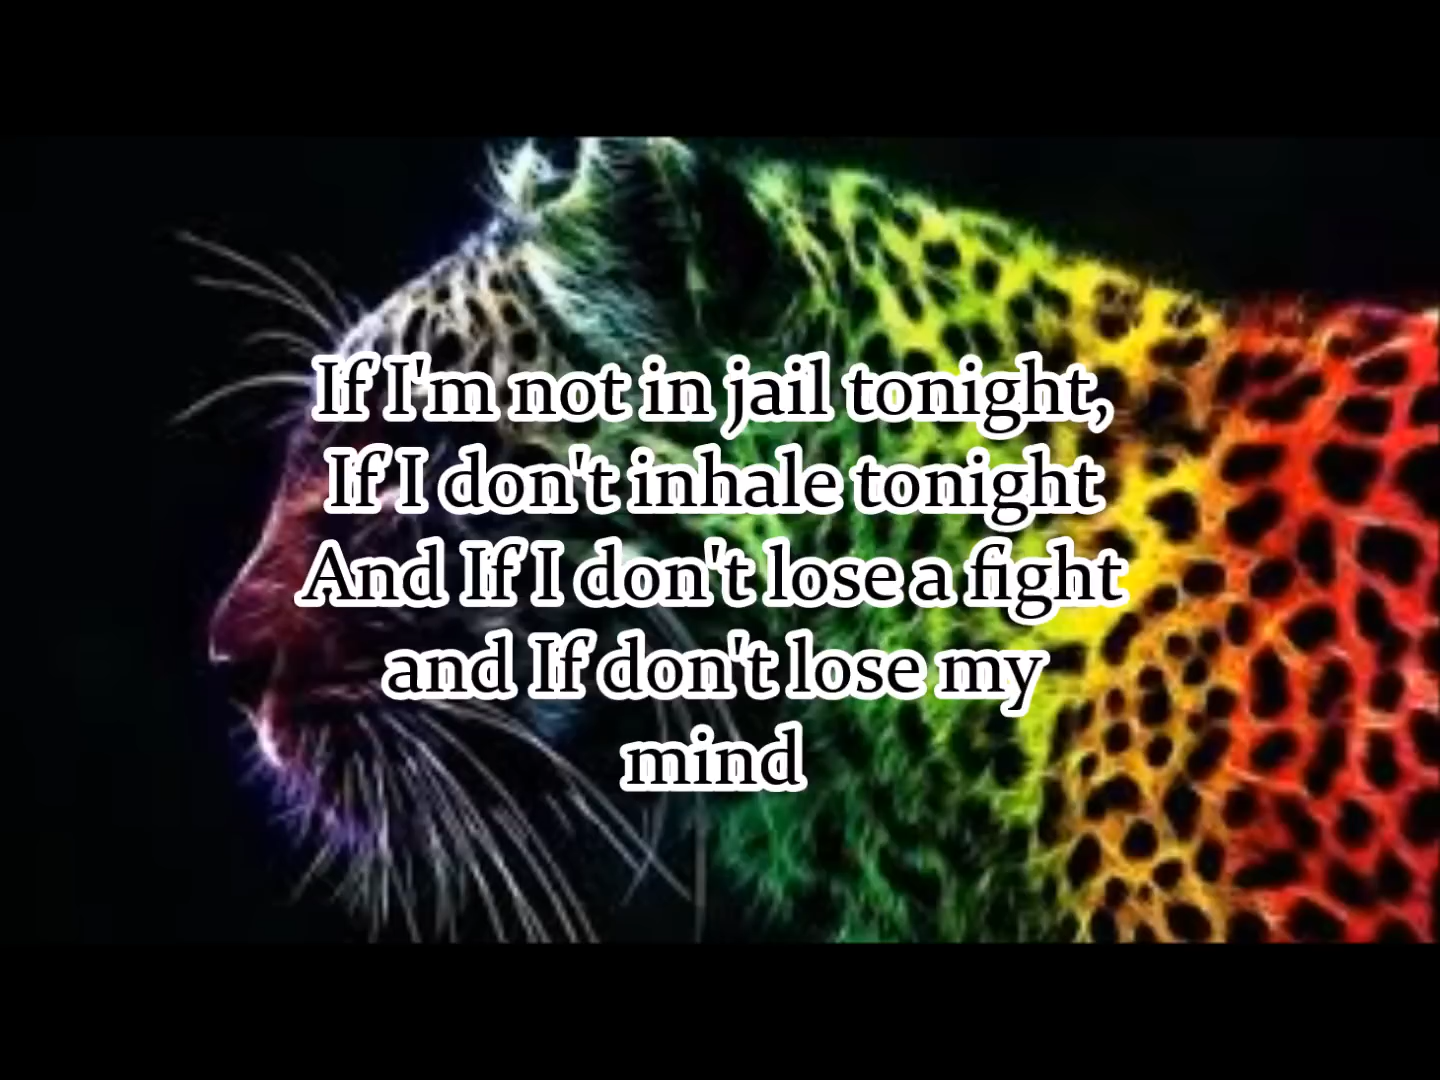 If I'm not in jail tonight,
If I don't inhale tonight
And If I don't lose a fight
and If don't lose my
mind